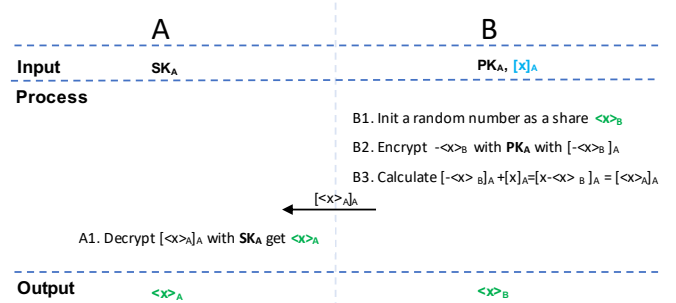 A B
Input SKA PKA, [x]A
Process
B1. Init a random number as a share <x>B
B2. Encrypt -<x>B with PKA with [-<x>B ]A
B3. Calculate [-<x> B]A +[x]A=[x-<x> B ]A = [<x>A]A
[<x>A]A
A1. Decrypt [<x>A]A with SKA get <x>A
Output <x>A <x>B